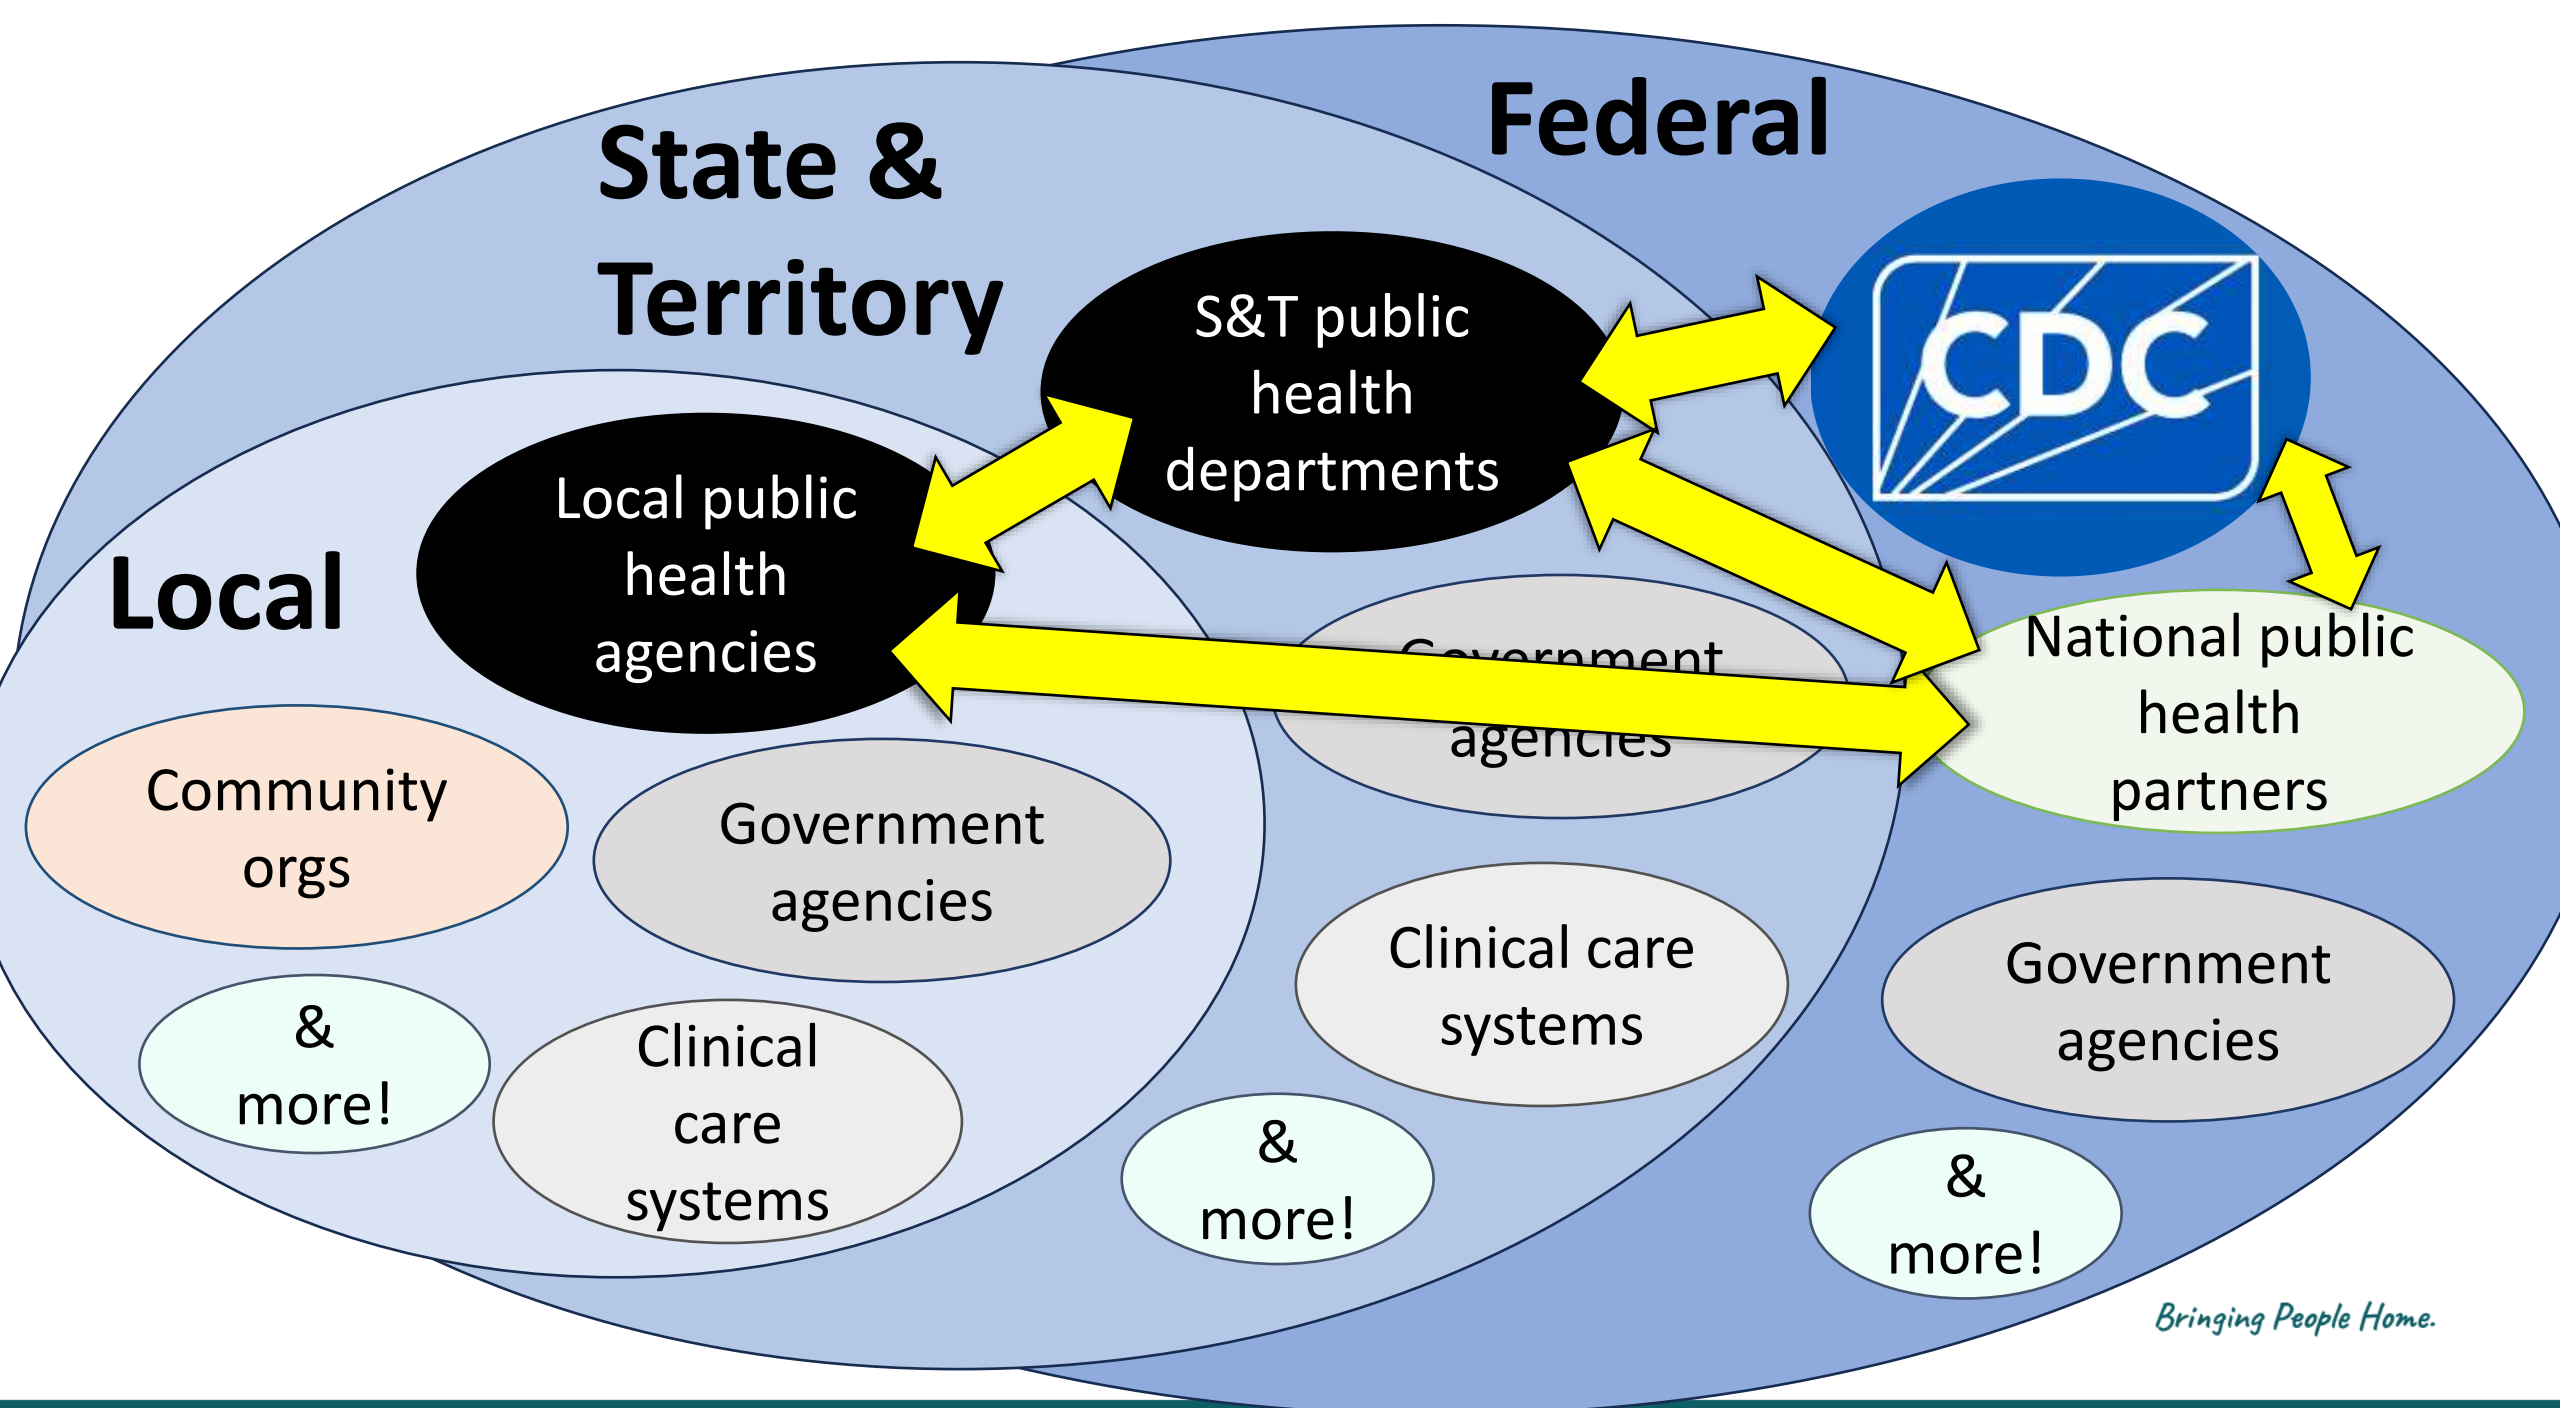 Federal
State &
Territory
CDC
S&T public
health
departments
Local public
health
agencies
Local
Government
agencies
National public
health
partners
Community
orgs
Government
agencies
Clinical care
systems
Government
agencies
&
more!
Clinical
care
systems
&
more!
&
more!
Bringing People Home.